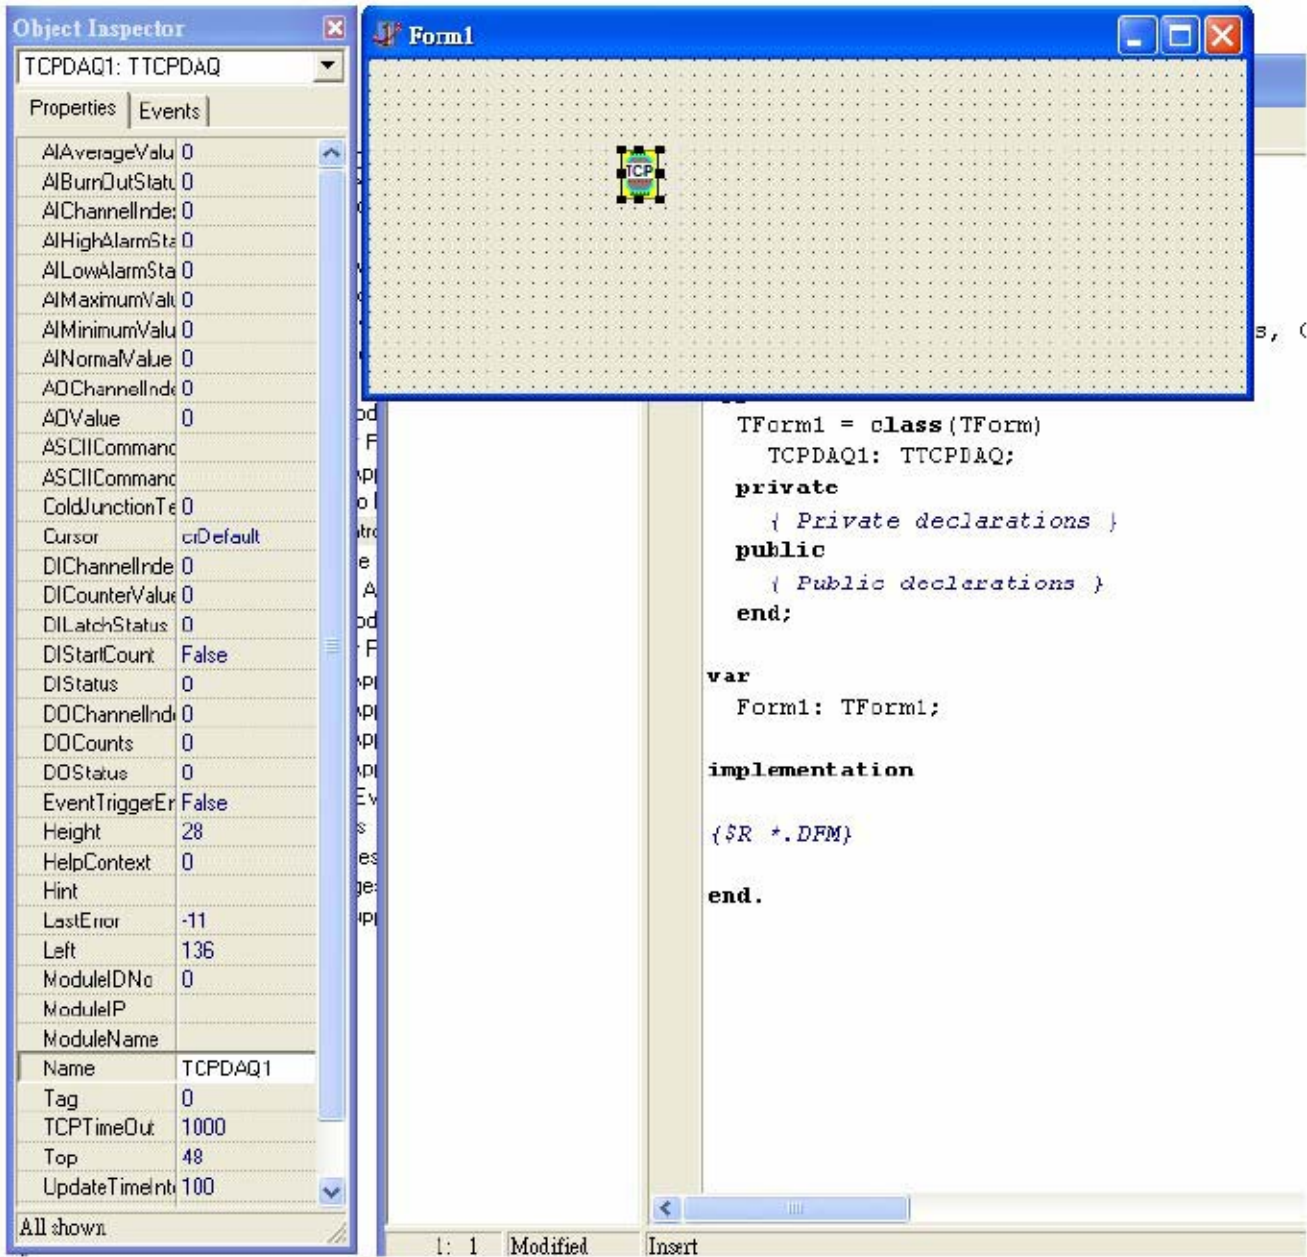 Object Inspector
TCPDAQ1: TTCPDAQ
Properties Events
AIAverageValu 0
AIBurnOutStatu 0
AIChannelInde: 0
AIHighAlarmSta 0
AILowAlarmSta 0
AIMaximumValu 0
AIMinimumValu 0
AINormalValue 0
AOChannelInde 0
AOValue 0
ASCIICommand
ASCIICommand
ColdJunctionTe 0
Cursor crDefault
DIChannelInde 0
DICounterValue 0
DILatchStatus 0
DIStartCount False
DIStatus 0
DOChannelInde 0
DOCounts 0
DOStatus 0
EventTriggerEr False
Height 28
HelpContext 0
Hint
LastError -11
Left 136
ModuleIDNo 0
ModuleIP
ModuleName
Name TCPDAQ1
Tag 0
TCPTimeOut 1000
Top 48
UpdateTimeInt 100
All shown
Form1
TCP
s, (
TForm1 = class(TForm)
TCPDAQ1: TTCPDAQ;
private
{ Private declarations }
public
{ Public declarations }
end;
var
Form1: TForm1;
implementation
{$R *.DFM}
end.
1: 1 Modified Insert